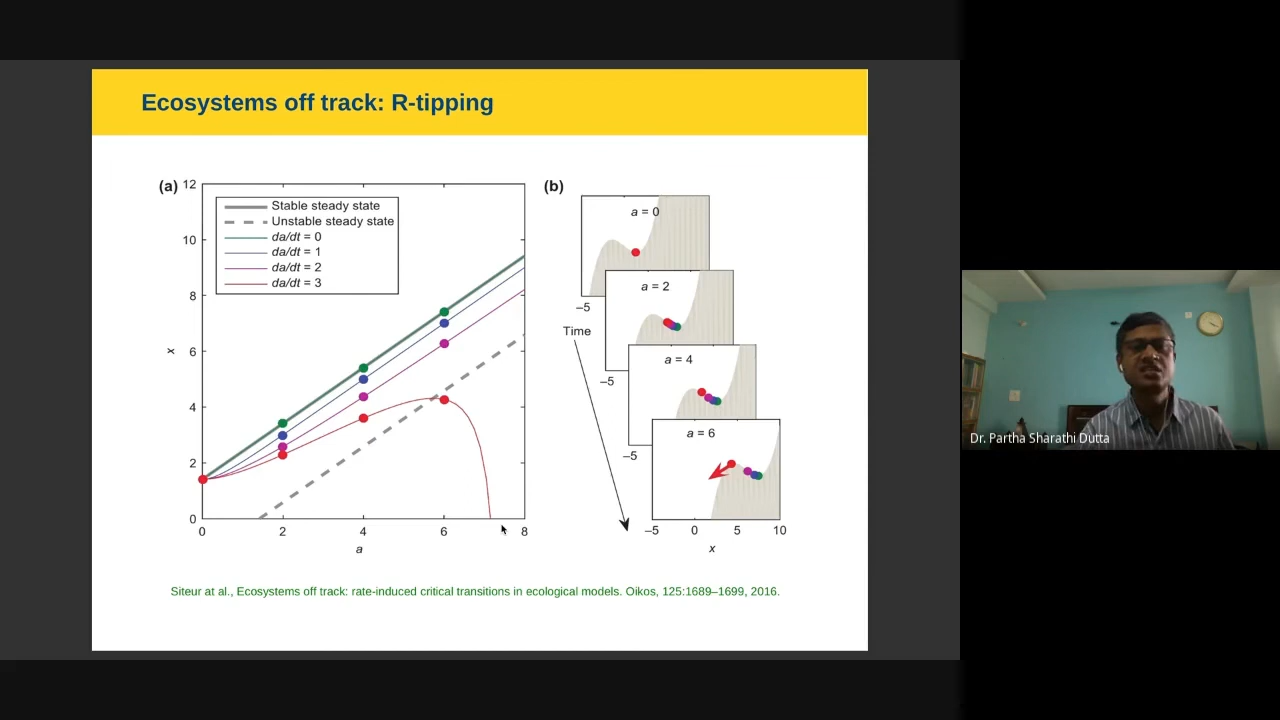 Ecosystems off track: R-tipping
(a)
12
10
8
6
4
2
0
x
Stable steady state
Unstable steady state
da/dt = 0
da/dt = 1
da/dt = 2
da/dt = 3
0 2 4 6 8
a
(b)
a = 0
–5
a = 2
Time
–5
a = 4
–5
a = 6
–5 0 5 10
x
Siteur at al., Ecosystems off track: rate-induced critical transitions in ecological models. Oikos, 125:1689–1699, 2016.
Dr. Partha Sharathi Dutta